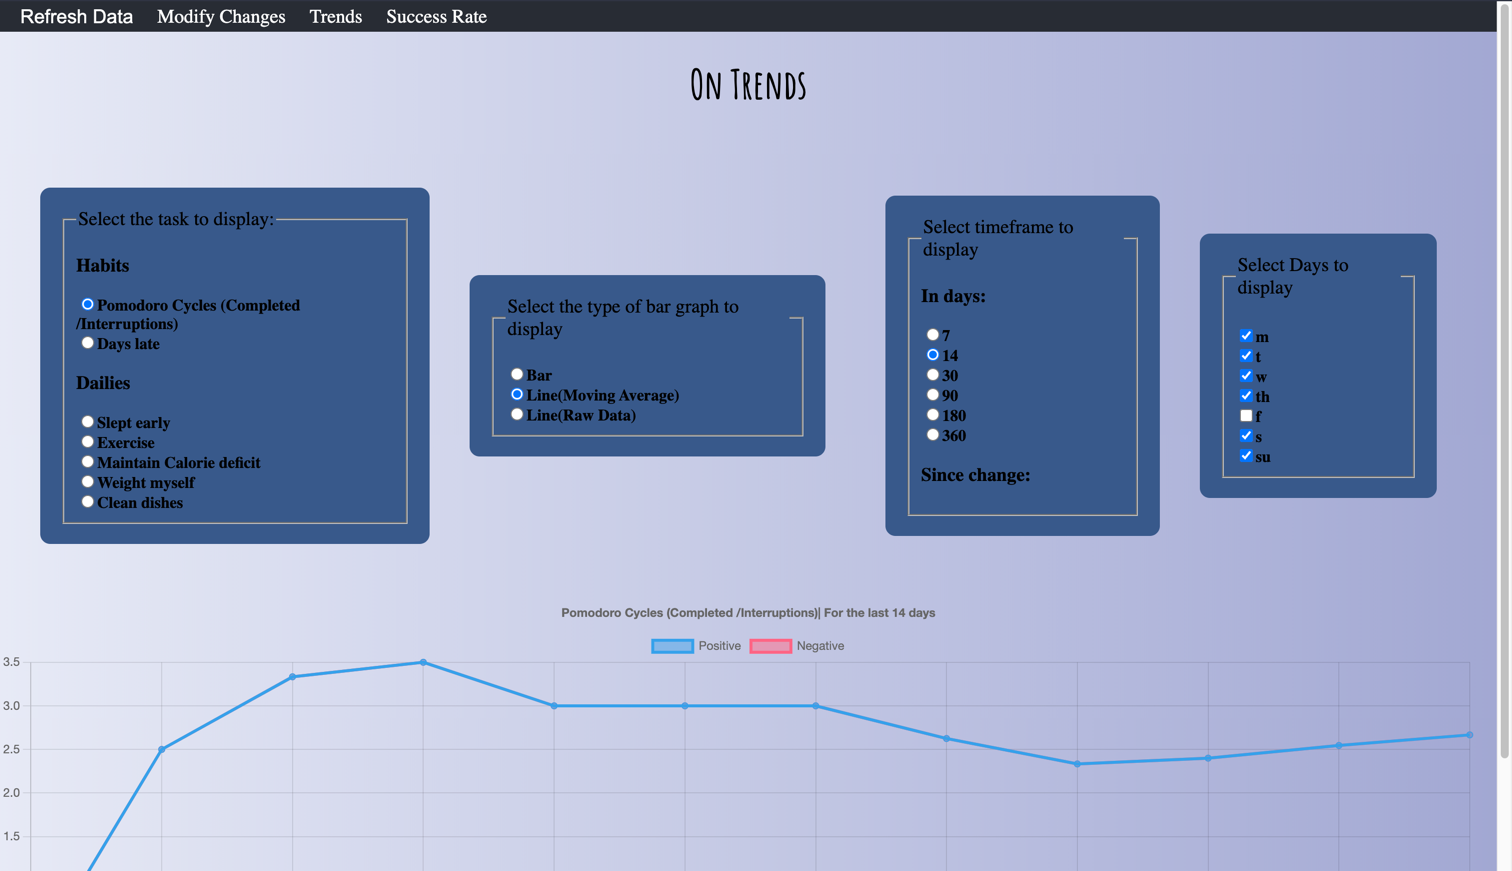 Refresh Data Modify Changes Trends Success Rate
On Trends
Select the task to display:
Habits
Pomodoro Cycles (Completed
/Interruptions)
Days late
Dailies
Slept early
Exercise
Maintain Calorie deficit
Weight myself
Clean dishes
Select the type of bar graph to
display
Bar
Line(Moving Average)
Line(Raw Data)
Select timeframe to
display
In days:
7
14
30
90
180
360
Since change:
Select Days to
display
m
t
w
th
f
s
su
Pomodoro Cycles (Completed /Interruptions)| For the last 14 days
Positive Negative
3.5
3.0
2.5
2.0
1.5